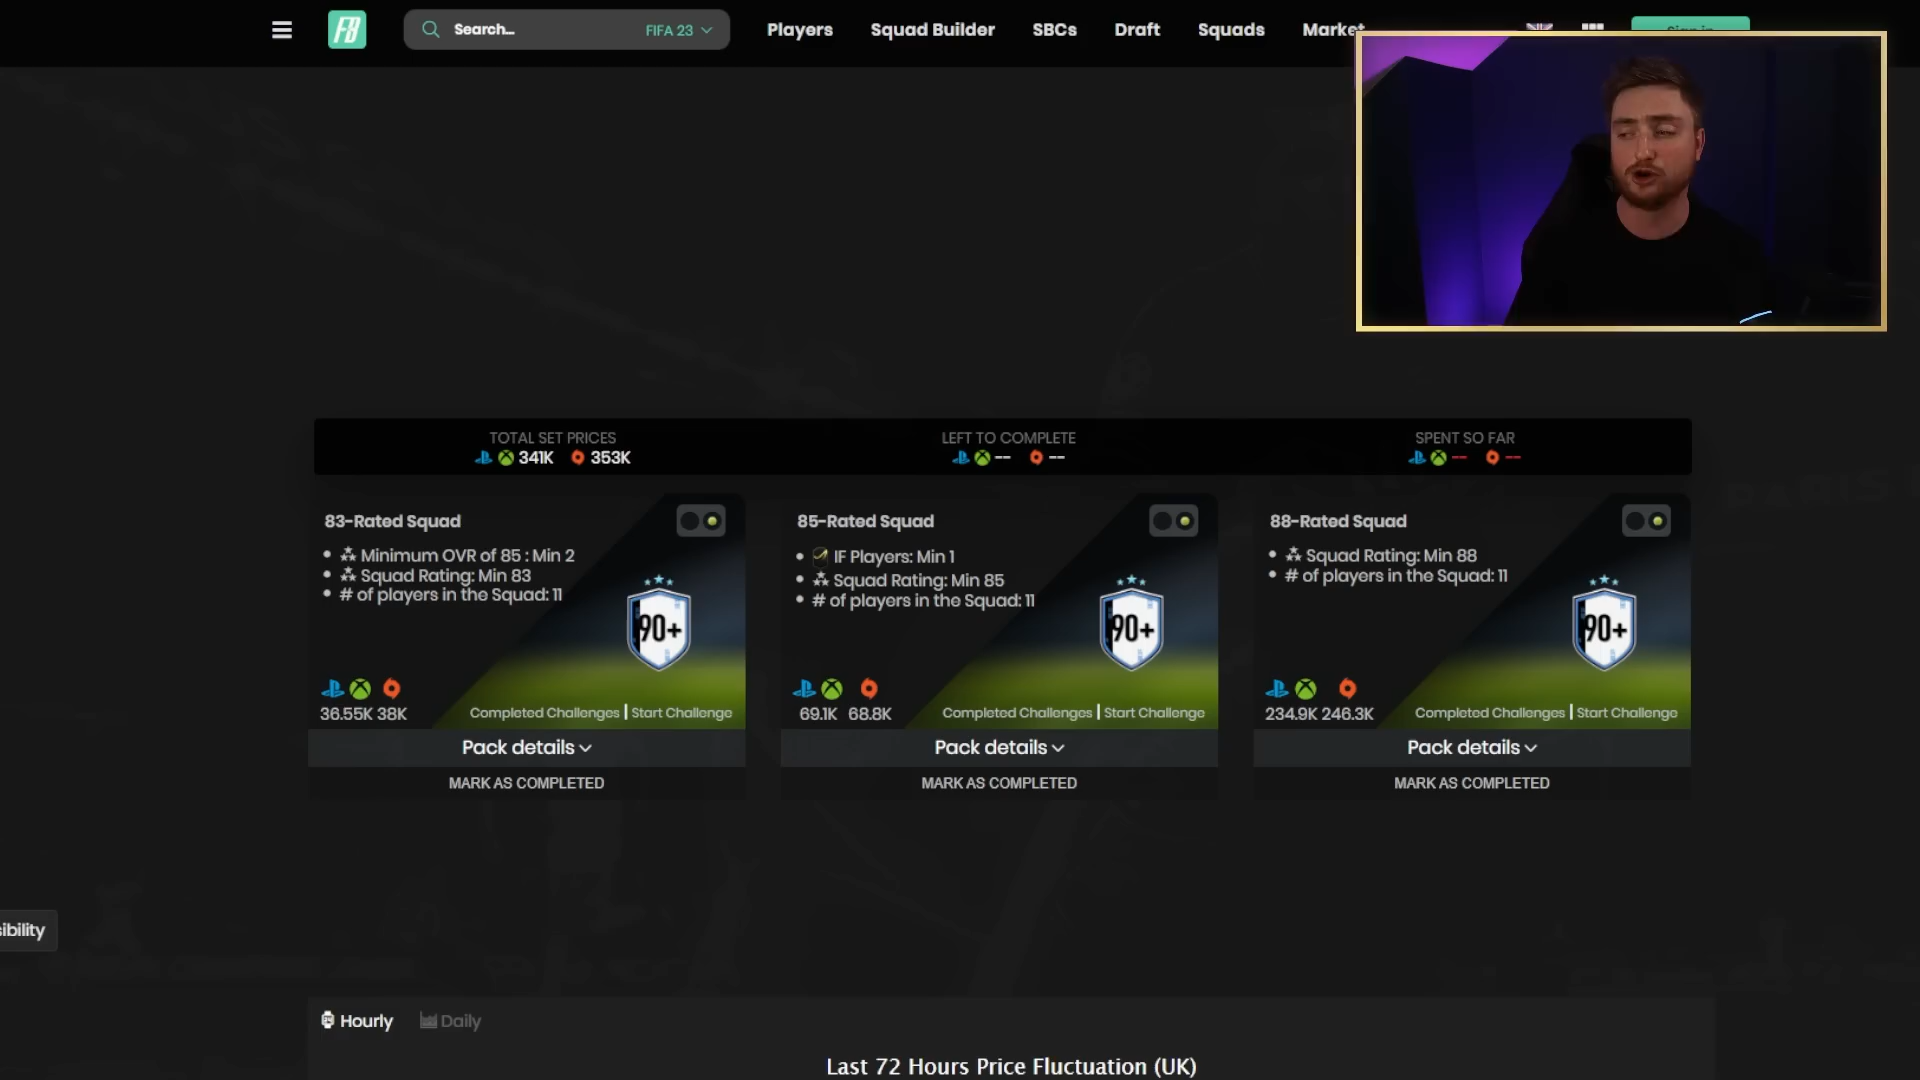 F8 Search... FIFA 23 Players Squad Builder SBCs Draft Squads Market
TOTAL SET PRICES
341K 353K
LEFT TO COMPLETE
-- --
SPENT SO FAR
-- --
83-Rated Squad
Minimum OVR of 85 : Min 2
Squad Rating: Min 83
# of players in the Squad: 11
90+
36.55K 38K
Completed Challenges | Start Challenge
Pack details
MARK AS COMPLETED
85-Rated Squad
IF Players: Min 1
Squad Rating: Min 85
# of players in the Squad: 11
90+
69.1K 68.8K
Completed Challenges | Start Challenge
Pack details
MARK AS COMPLETED
88-Rated Squad
Squad Rating: Min 88
# of players in the Squad: 11
90+
234.9K 246.3K
Completed Challenges | Start Challenge
Pack details
MARK AS COMPLETED
sibility
Hourly Daily
Last 72 Hours Price Fluctuation (UK)